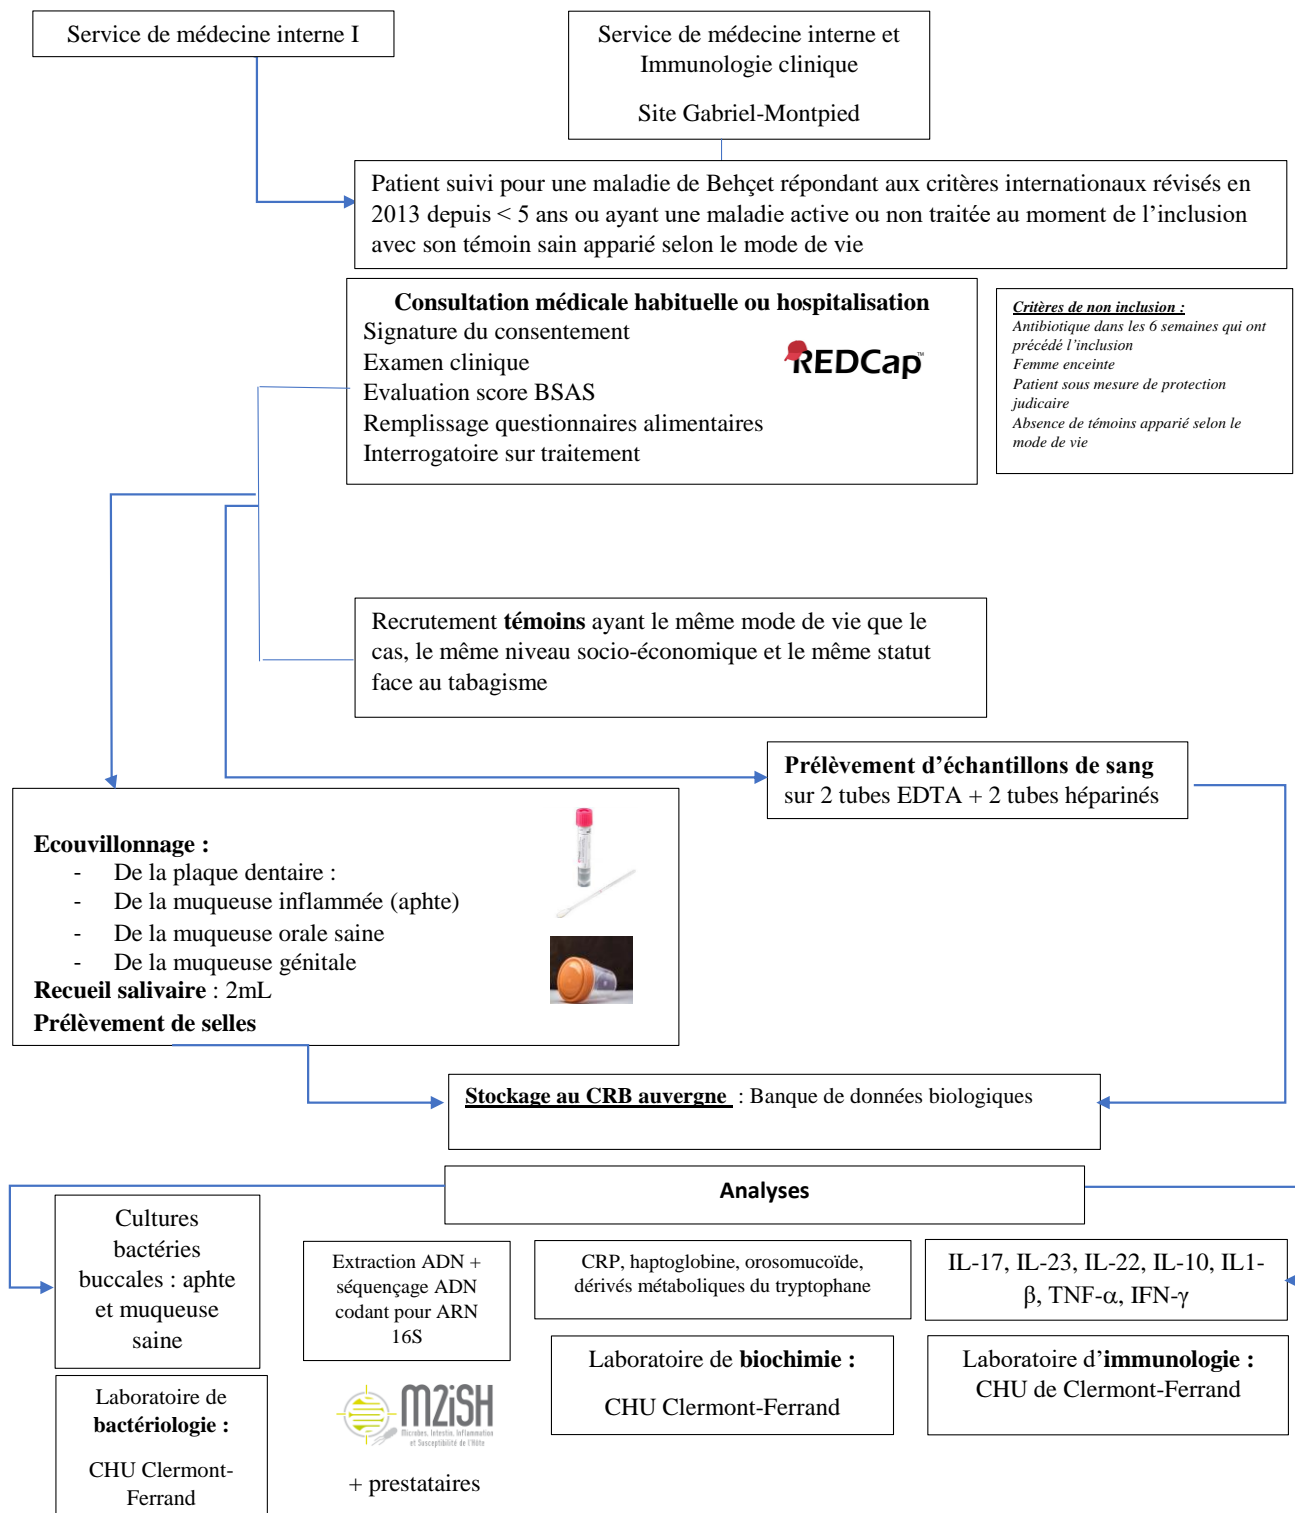 Service de médecine interne I
Service de médecine interne et
Immunologie clinique
Site Gabriel-Montpied
Patient suivi pour une maladie de Behçet répondant aux critères internationaux révisés en
2013 depuis < 5 ans ou ayant une maladie active ou non traitée au moment de l’inclusion
avec son témoin sain apparié selon le mode de vie
Consultation médicale habituelle ou hospitalisation
Signature du consentement
Examen clinique
Evaluation score BSAS
Remplissage questionnaires alimentaires
Interrogatoire sur traitement
REDCap™
Critères de non inclusion :
Antibiotique dans les 6 semaines qui ont
précédé l’inclusion
Femme enceinte
Patient sous mesure de protection
judicaire
Absence de témoins apparié selon le
mode de vie
Recrutement témoins ayant le même mode de vie que le
cas, le même niveau socio-économique et le même statut
face au tabagisme
Prélèvement d’échantillons de sang
sur 2 tubes EDTA + 2 tubes héparinés
Ecouvillonnage :
- De la plaque dentaire :
- De la muqueuse inflammée (aphte)
- De la muqueuse orale saine
- De la muqueuse génitale
Recueil salivaire : 2mL
Prélèvement de selles
Stockage au CRB auvergne : Banque de données biologiques
Analyses
Cultures
bactéries
buccales : aphte
et muqueuse
saine
Laboratoire de
bactériologie :
CHU Clermont-
Ferrand
Extraction ADN +
séquençage ADN
codant pour ARN
16S
M2iSH
Microbes, Intestin, Inflammation
et Susceptibilité de l'Hôte
+ prestataires
CRP, haptoglobine, orosomucoïde,
dérivés métaboliques du tryptophane
Laboratoire de biochimie :
CHU Clermont-Ferrand
IL-17, IL-23, IL-22, IL-10, IL1-
β, TNF-α, IFN-γ
Laboratoire d’immunologie :
CHU de Clermont-Ferrand